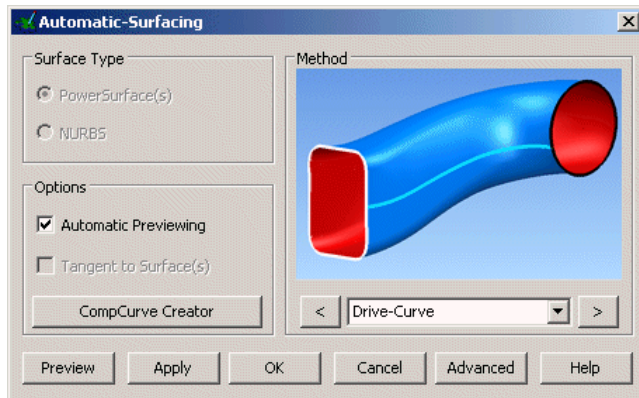 Automatic-Surfacing
Surface Type
PowerSurface(s)
NURBS
Options
Automatic Previewing
Tangent to Surface(s)
CompCurve Creator
Method
< Drive-Curve >
Preview Apply OK Cancel Advanced Help